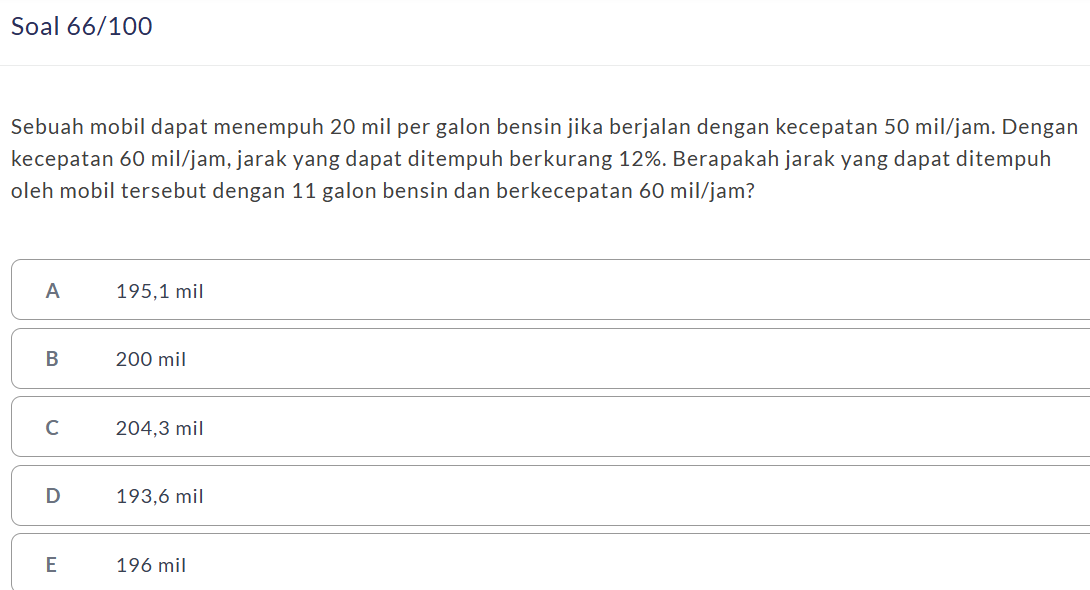 Soal 66/100
Sebuah mobil dapat menempuh 20 mil per galon bensin jika berjalan dengan kecepatan 50 mil/jam. Dengan
kecepatan 60 mil/jam, jarak yang dapat ditempuh berkurang 12%. Berapakah jarak yang dapat ditempuh
oleh mobil tersebut dengan 11 galon bensin dan berkecepatan 60 mil/jam?
A 195,1 mil
B 200 mil
C 204,3 mil
D 193,6 mil
E 196 mil